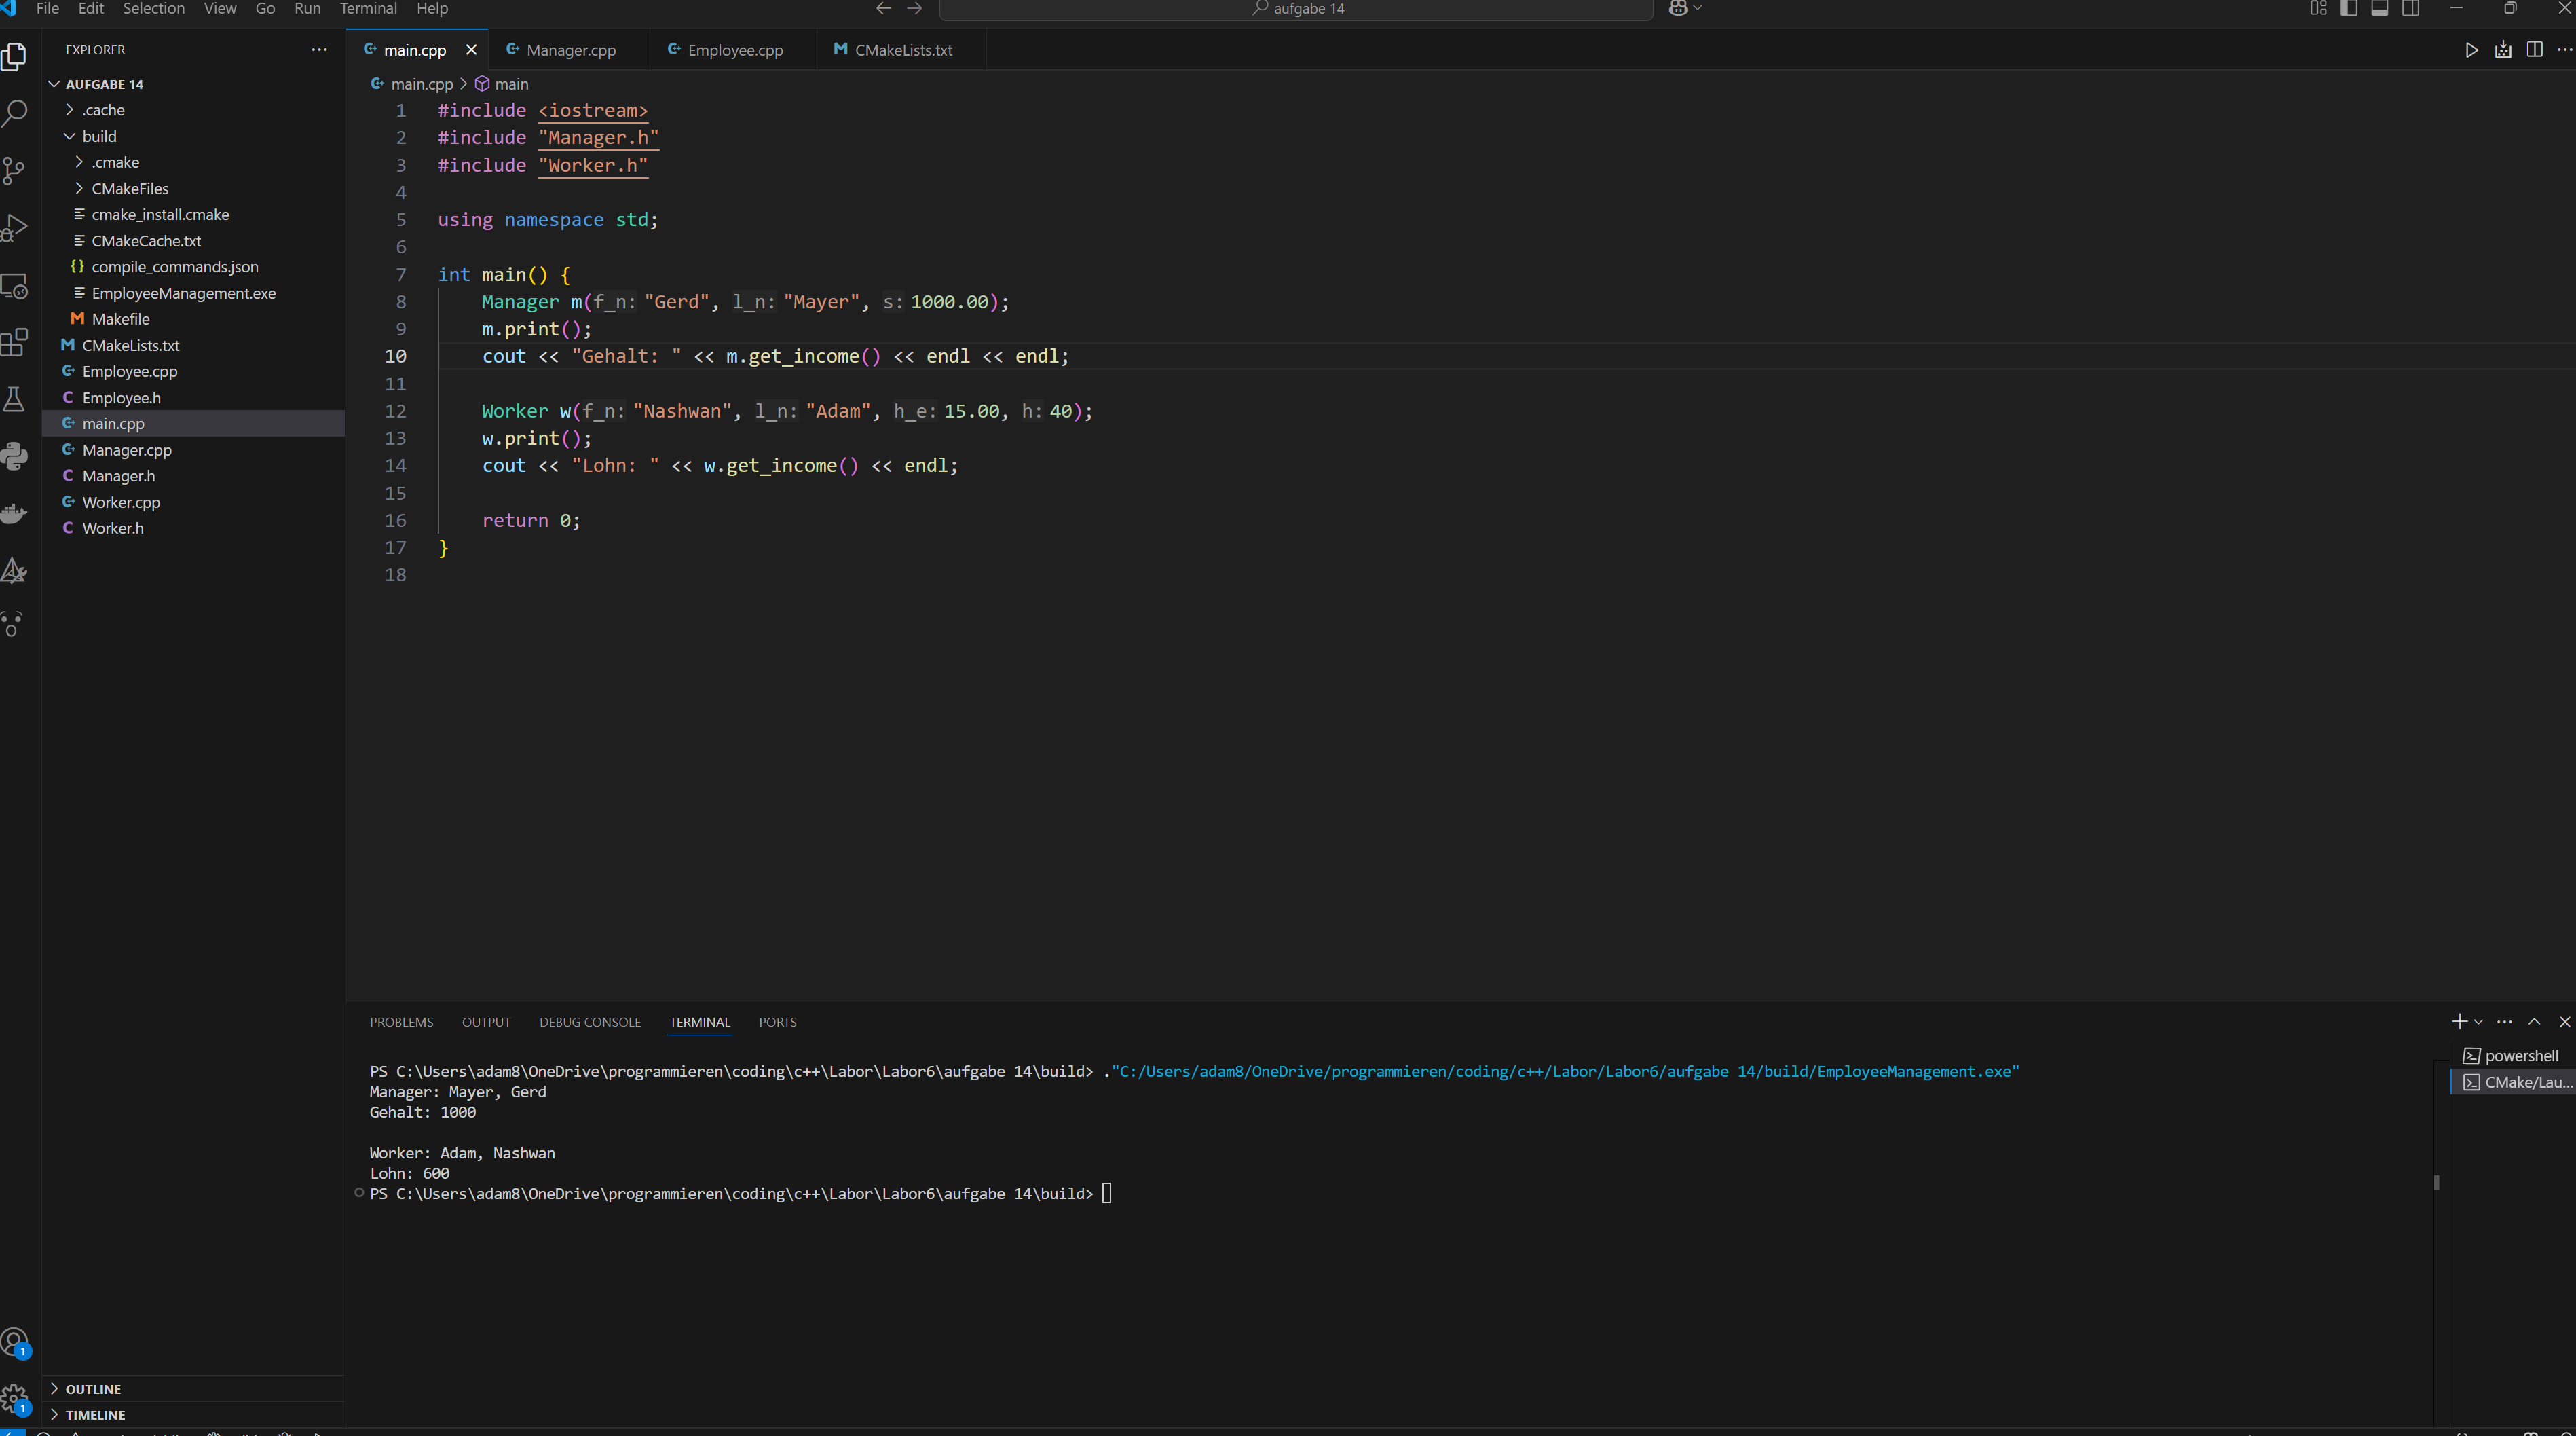 File Edit Selection View Go Run Terminal Help
aufgabe 14
EXPLORER
AUFGABE 14
.cache
build
.cmake
CMakeFiles
cmake_install.cmake
CMakeCache.txt
compile_commands.json
EmployeeManagement.exe
Makefile
CMakeLists.txt
Employee.cpp
Employee.h
main.cpp
Manager.cpp
Manager.h
Worker.cpp
Worker.h
OUTLINE
TIMELINE
1
1
main.cpp Manager.cpp Employee.cpp CMakeLists.txt
main.cpp > main
1 #include <iostream>
2 #include "Manager.h"
3 #include "Worker.h"
4
5 using namespace std;
6
7 int main() {
8 Manager m(f_n: "Gerd", l_n: "Mayer", s: 1000.00);
9 m.print();
10 cout << "Gehalt: " << m.get_income() << endl << endl;
11
12 Worker w(f_n: "Nashwan", l_n: "Adam", h_e: 15.00, h: 40);
13 w.print();
14 cout << "Lohn: " << w.get_income() << endl;
15
16 return 0;
17 }
18
PROBLEMS OUTPUT DEBUG CONSOLE TERMINAL PORTS
PS C:\Users\adam8\OneDrive\programmieren\coding\c++\Labor\Labor6\aufgabe 14\build> ."C:/Users/adam8/OneDrive/programmieren/coding/c++/Labor/Labor6/aufgabe 14/build/EmployeeManagement.exe"
Manager: Mayer, Gerd
Gehalt: 1000
Worker: Adam, Nashwan
Lohn: 600
PS C:\Users\adam8\OneDrive\programmieren\coding\c++\Labor\Labor6\aufgabe 14\build>
powershell
CMake/Lau...